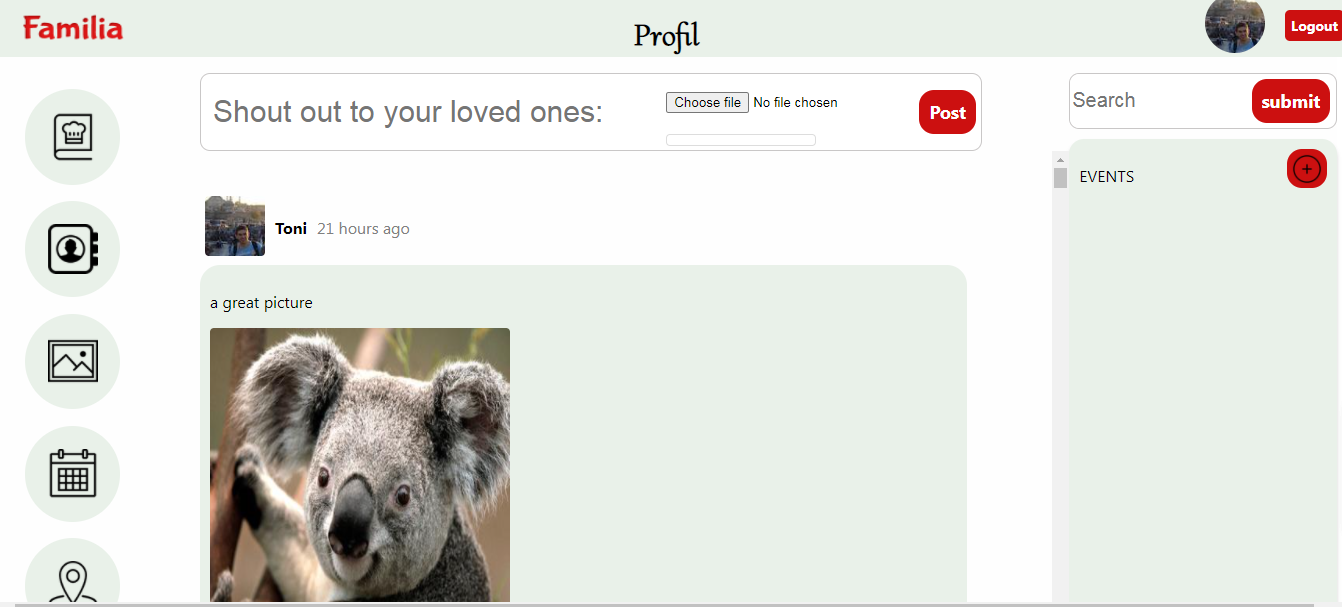 Familia
Profil
Logout
Shout out to your loved ones:
Choose file No file chosen
Post
Search
submit
EVENTS
Toni 21 hours ago
a great picture